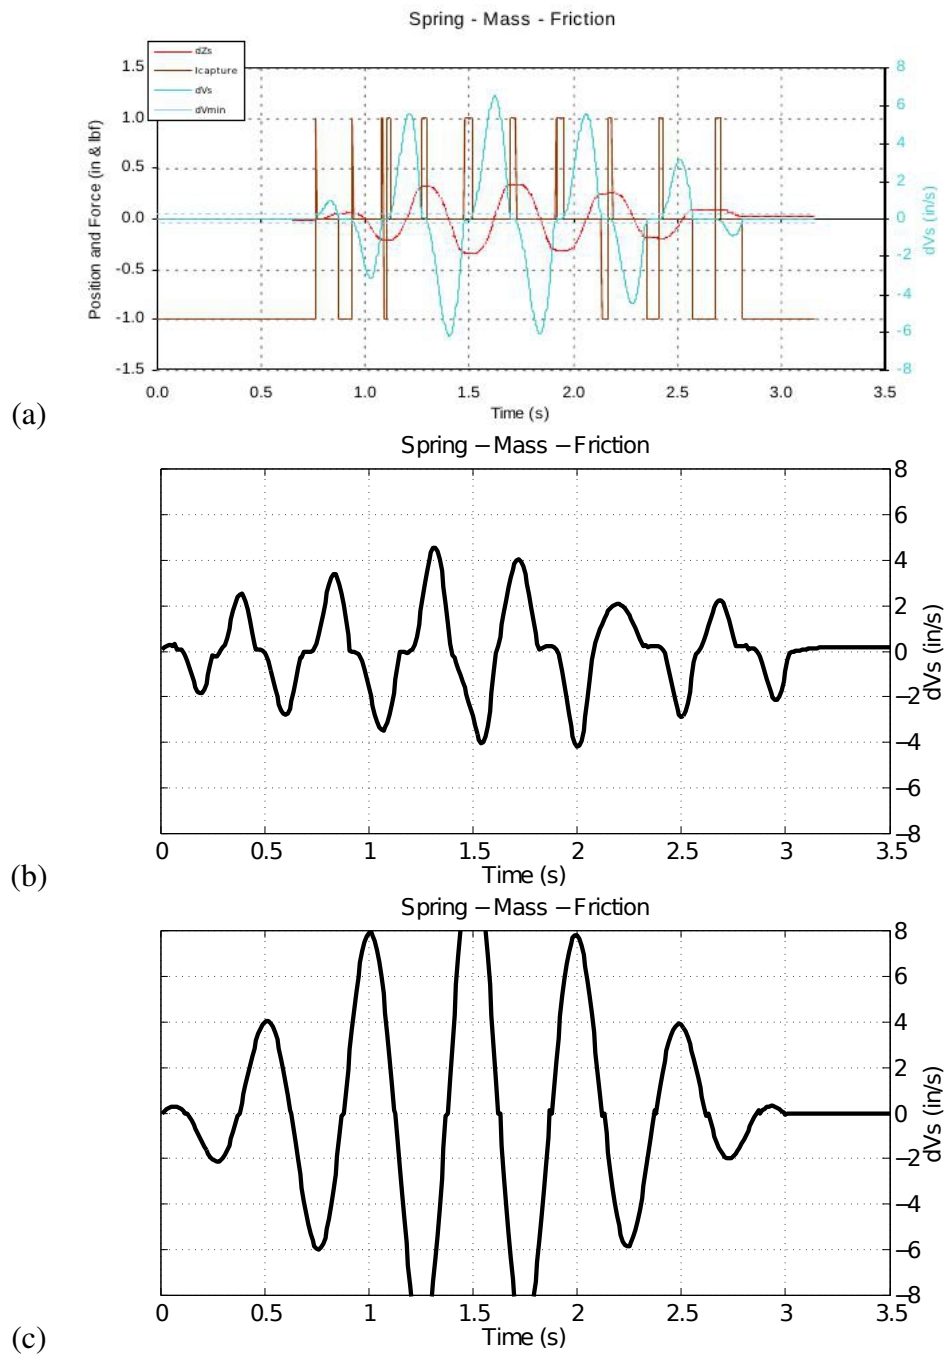 Spring - Mass - Friction
dZs
Icapture
dVs
dVmin
1.5
1.0
0.5
0.0
-0.5
-1.0
-1.5
Position and Force (in & lbf)
8
6
4
2
0
-2
-4
-6
-8
dVs (in/s)
0.0 0.5 1.0 1.5 2.0 2.5 3.0 3.5
Time (s)
(a)
Spring – Mass – Friction
8
6
4
2
0
–2
–4
–6
–8
dVs (in/s)
0 0.5 1 1.5 2 2.5 3 3.5
Time (s)
(b)
Spring – Mass – Friction
8
6
4
2
0
–2
–4
–6
–8
dVs (in/s)
0 0.5 1 1.5 2 2.5 3 3.5
Time (s)
(c)